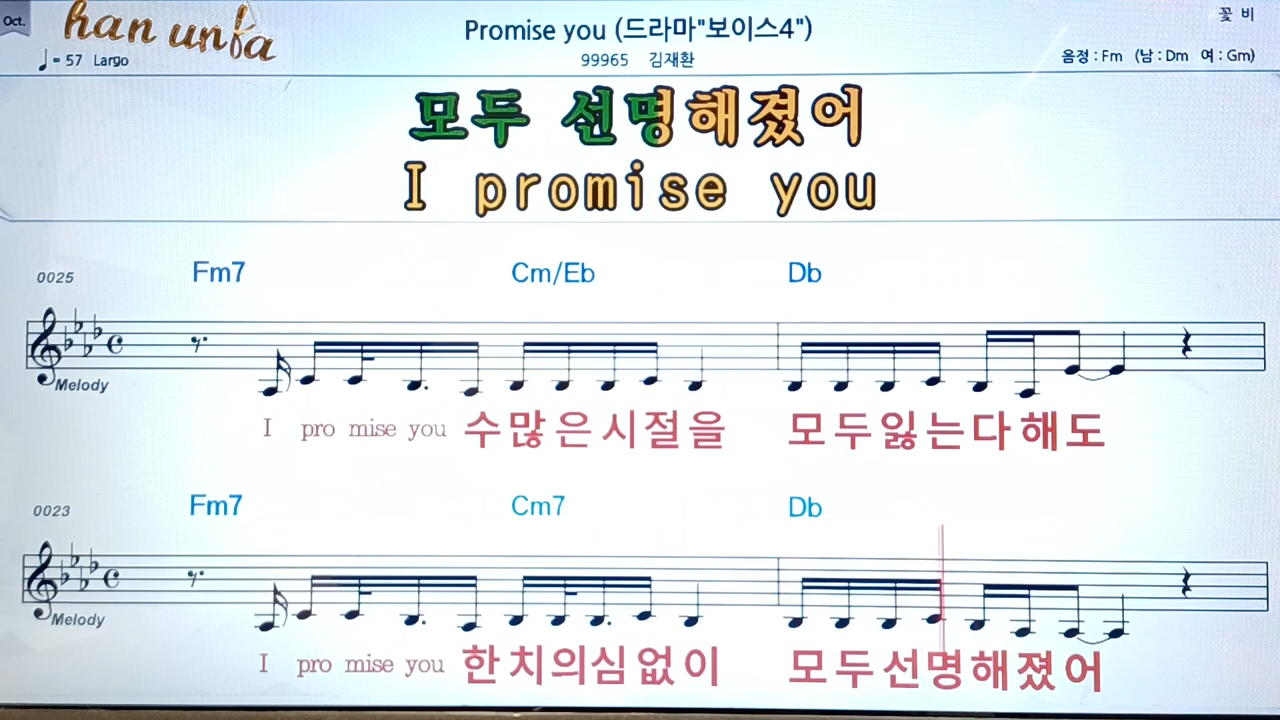 Oct.
han unfa
꽃 비
Promise you (드라마"보이스4")
♩= 57 Largo
99965 김재환
음정 : Fm (남 : Dm 여 : Gm)
모두 선명해졌어
I promise you
0025
Fm7 Cm/Eb Db
Melody
I pro mise you 수많은시절을 모두잃는다해도
0023
Fm7 Cm7 Db
Melody
I pro mise you 한치의심없이 모두선명해졌어